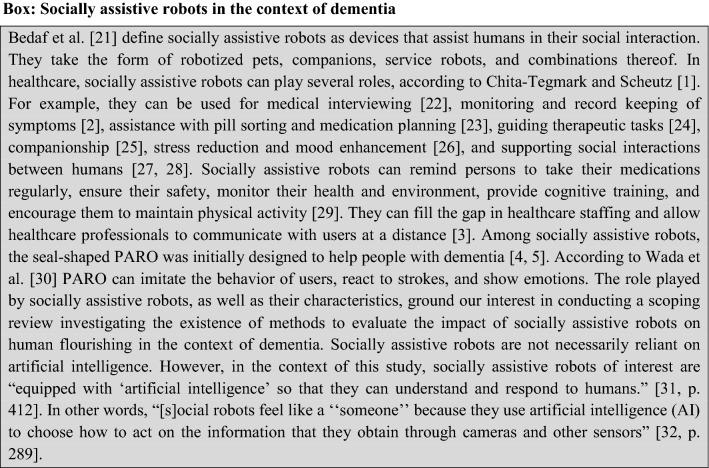 Box: Socially assistive robots in the context of dementia
Bedaf et al. [21] define socially assistive robots as devices that assist humans in their social interaction.
They take the form of robotized pets, companions, service robots, and combinations thereof. In
healthcare, socially assistive robots can play several roles, according to Chita-Tegmark and Scheutz [1].
For example, they can be used for medical interviewing [22], monitoring and record keeping of
symptoms [2], assistance with pill sorting and medication planning [23], guiding therapeutic tasks [24],
companionship [25], stress reduction and mood enhancement [26], and supporting social interactions
between humans [27, 28]. Socially assistive robots can remind persons to take their medications
regularly, ensure their safety, monitor their health and environment, provide cognitive training, and
encourage them to maintain physical activity [29]. They can fill the gap in healthcare staffing and allow
healthcare professionals to communicate with users at a distance [3]. Among socially assistive robots,
the seal-shaped PARO was initially designed to help people with dementia [4, 5]. According to Wada et
al. [30] PARO can imitate the behavior of users, react to strokes, and show emotions. The role played
by socially assistive robots, as well as their characteristics, ground our interest in conducting a scoping
review investigating the existence of methods to evaluate the impact of socially assistive robots on
human flourishing in the context of dementia. Socially assistive robots are not necessarily reliant on
artificial intelligence. However, in the context of this study, socially assistive robots of interest are
“equipped with ‘artificial intelligence’ so that they can understand and respond to humans.” [31, p.
412]. In other words, “[s]ocial robots feel like a ‘‘someone’’ because they use artificial intelligence (AI)
to choose how to act on the information that they obtain through cameras and other sensors” [32, p.
289].